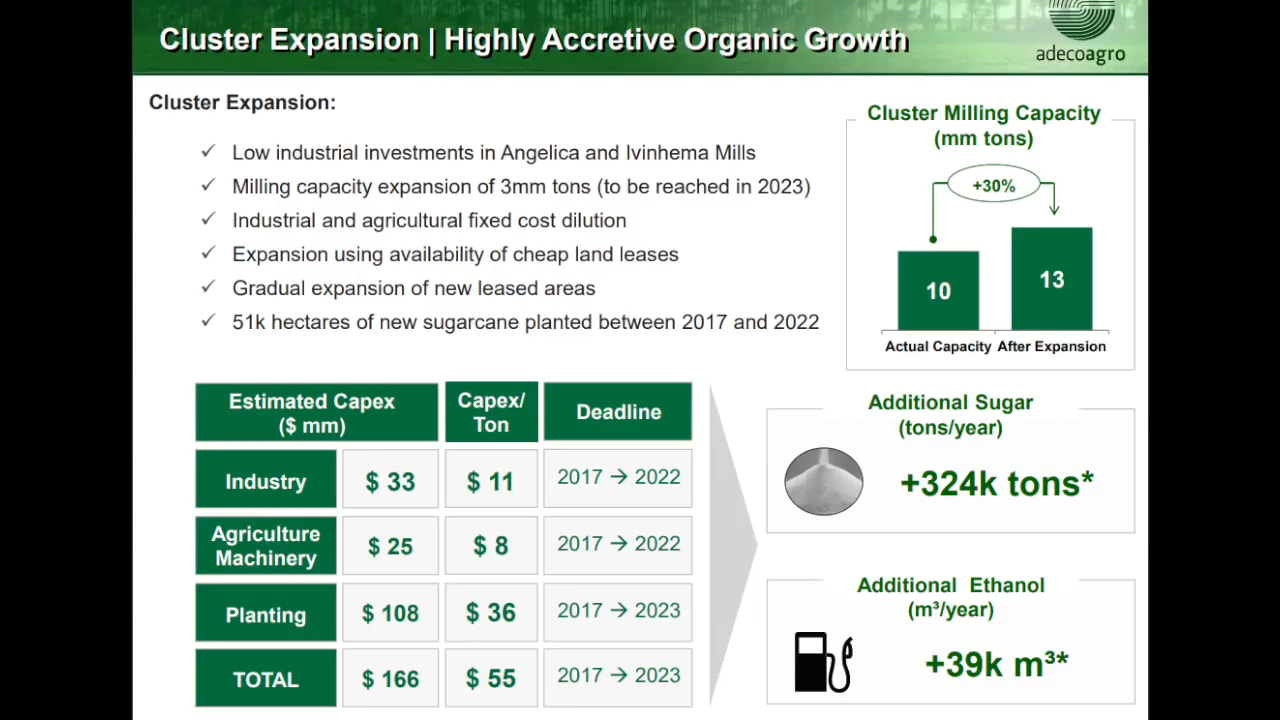 Cluster Expansion | Highly Accretive Organic Growth
adecoagro
Cluster Expansion:
✓ Low industrial investments in Angelica and Ivinhema Mills
✓ Milling capacity expansion of 3mm tons (to be reached in 2023)
✓ Industrial and agricultural fixed cost dilution
✓ Expansion using availability of cheap land leases
✓ Gradual expansion of new leased areas
✓ 51k hectares of new sugarcane planted between 2017 and 2022
Cluster Milling Capacity
(mm tons)
+30%
10
13
Actual Capacity After Expansion
Estimated Capex
($ mm)
Capex/
Ton
Deadline
Industry $ 33 $ 11 2017 → 2022
Agriculture
Machinery
$ 25 $ 8 2017 → 2022
Planting $ 108 $ 36 2017 → 2023
TOTAL $ 166 $ 55 2017 → 2023
Additional Sugar
(tons/year)
+324k tons*
Additional Ethanol
(m³/year)
+39k m³*